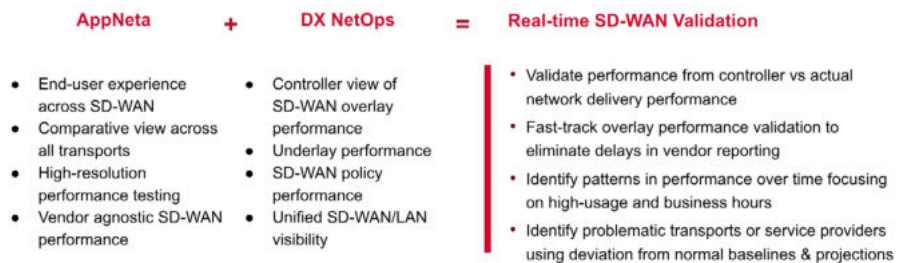 AppNeta + DX NetOps = Real-time SD-WAN Validation
● End-user experience
across SD-WAN
● Comparative view across
all transports
● High-resolution
performance testing
● Vendor agnostic SD-WAN
performance
● Controller view of
SD-WAN overlay
performance
● Underlay performance
● SD-WAN policy
performance
● Unified SD-WAN/LAN
visibility
• Validate performance from controller vs actual
network delivery performance
• Fast-track overlay performance validation to
eliminate delays in vendor reporting
• Identify patterns in performance over time focusing
on high-usage and business hours
• Identify problematic transports or service providers
using deviation from normal baselines & projections